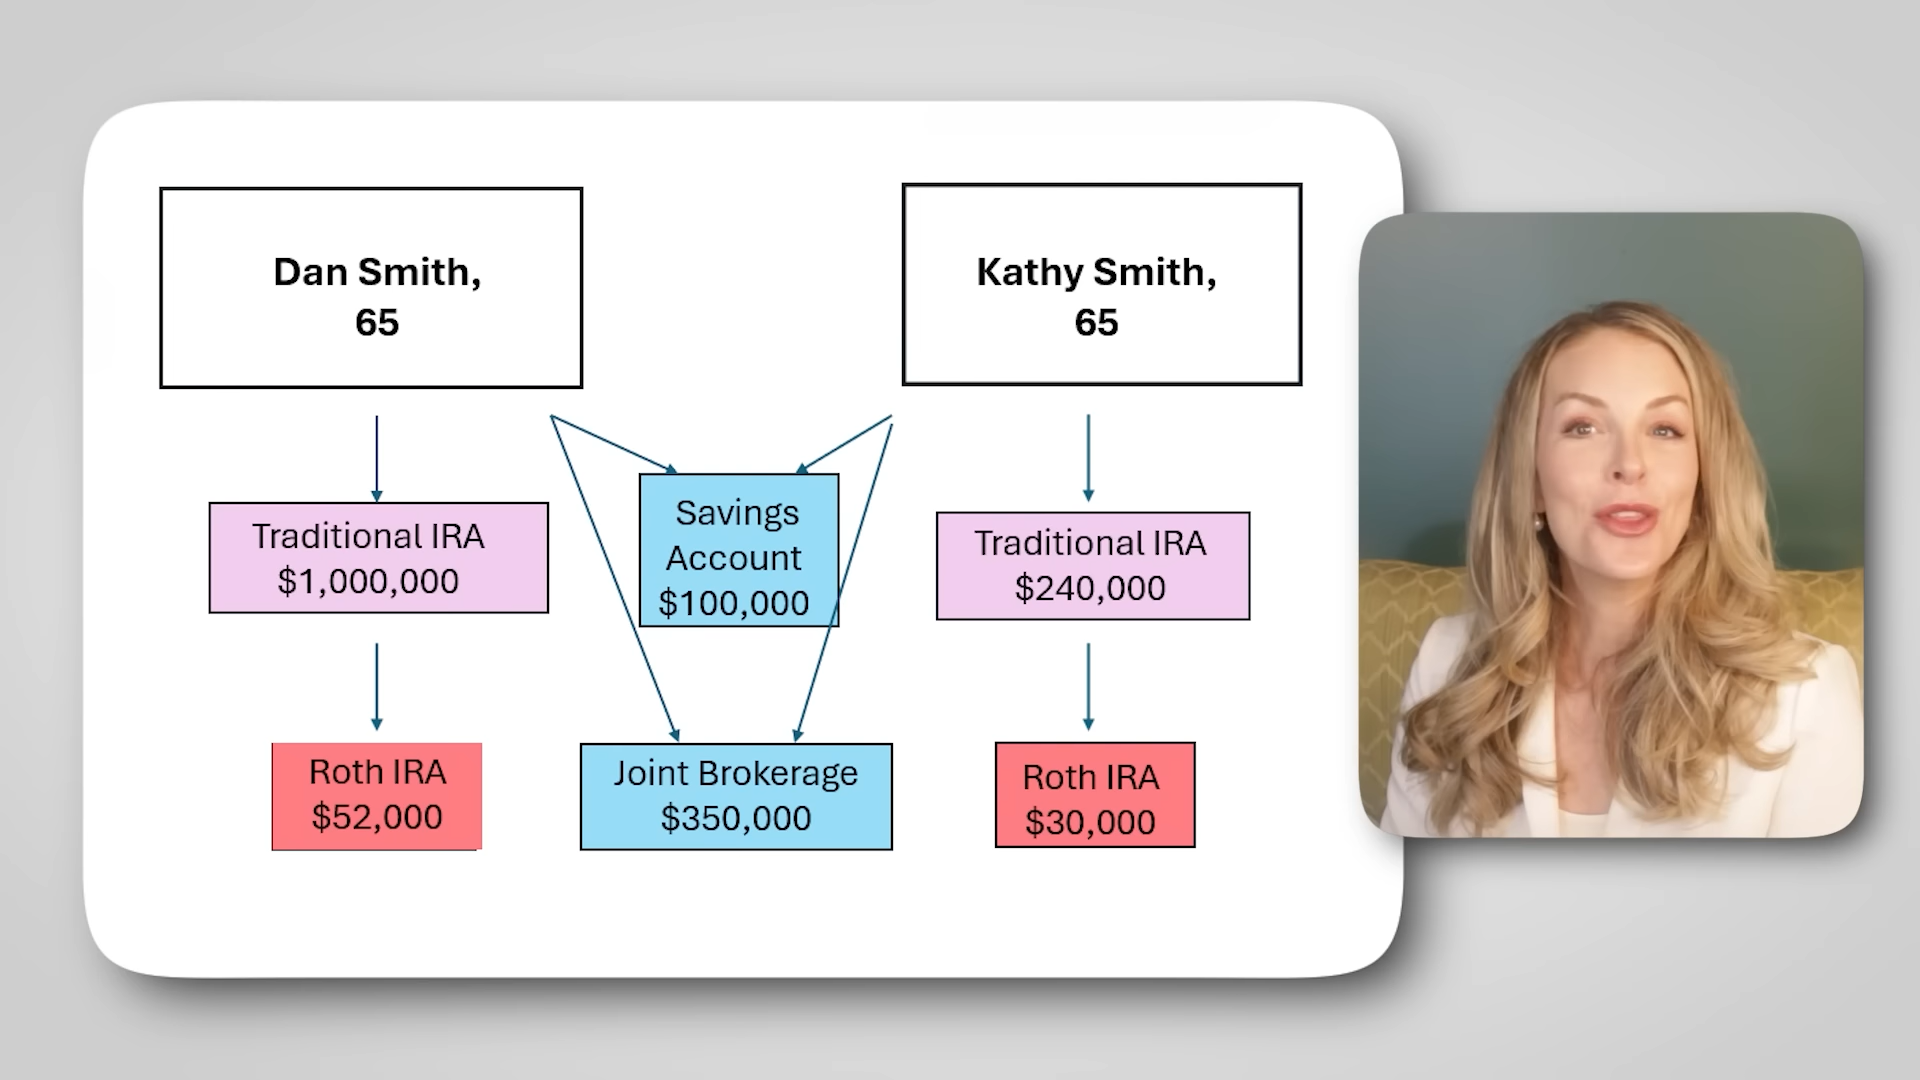 Dan Smith,
65
Kathy Smith,
65
Traditional IRA
$1,000,000
Savings
Account
$100,000
Traditional IRA
$240,000
Roth IRA
$52,000
Joint Brokerage
$350,000
Roth IRA
$30,000